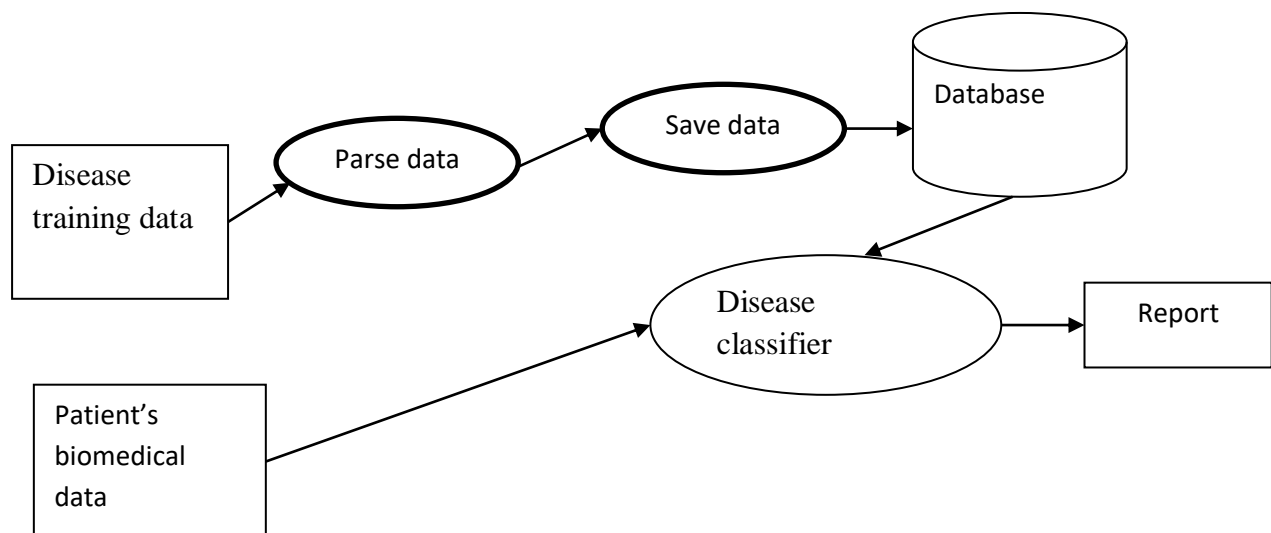 Database
Save data
Parse data
Disease
training data
Disease
classifier
Report
Patient’s
biomedical
data